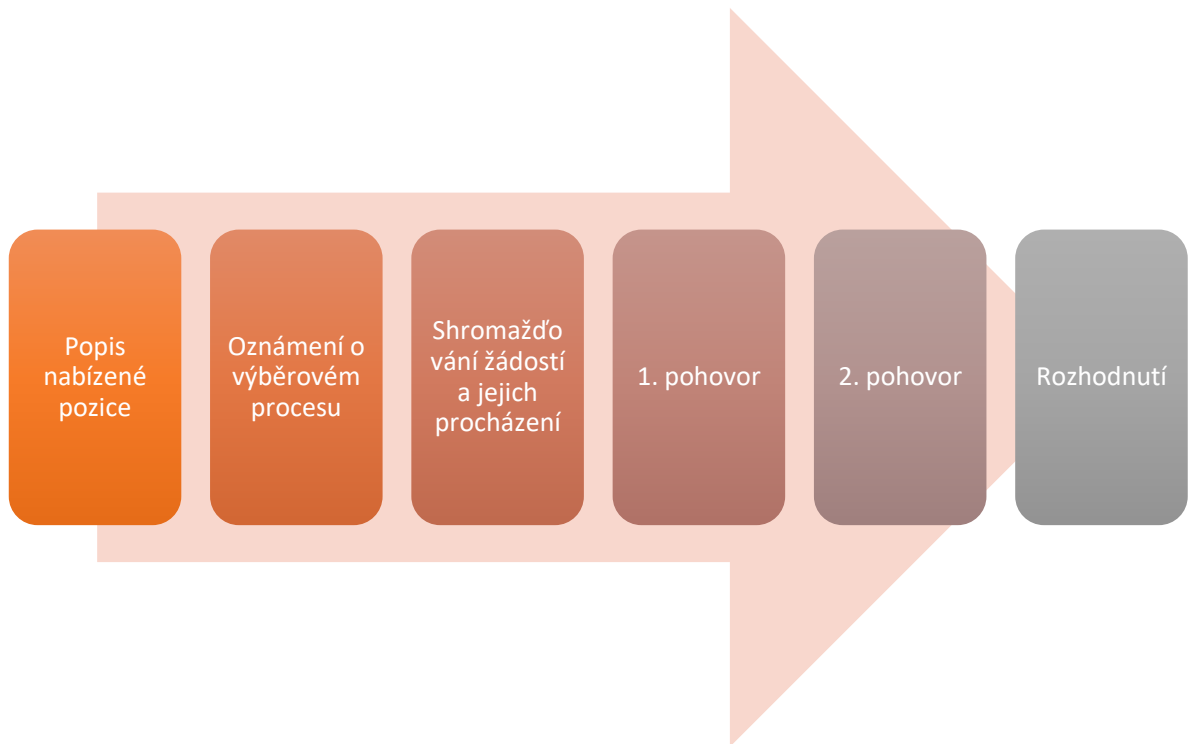 Popis
nabízené
pozice
Oznámení o
výběrovém
procesu
Shromažďo
vání žádostí
a jejich
procházení
1. pohovor
2. pohovor
Rozhodnutí